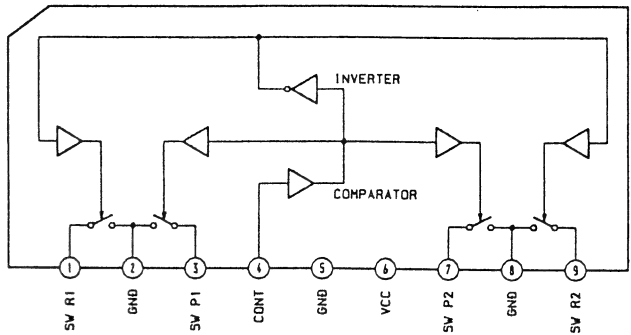 INVERTER
COMPARATOR
1 2 3 4 5 6 7 8 9
SW R1
GND
SW P1
CONT
GND
VCC
SW P2
GND
SW R2